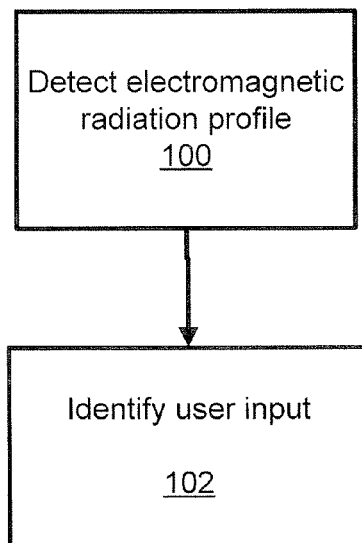 Detect electromagnetic
radiation profile
100
Identify user input
102